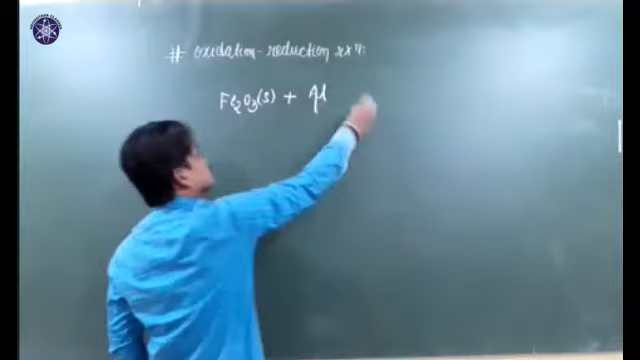 # oxidation-reduction rxn:
Fe2O3(s) + Al